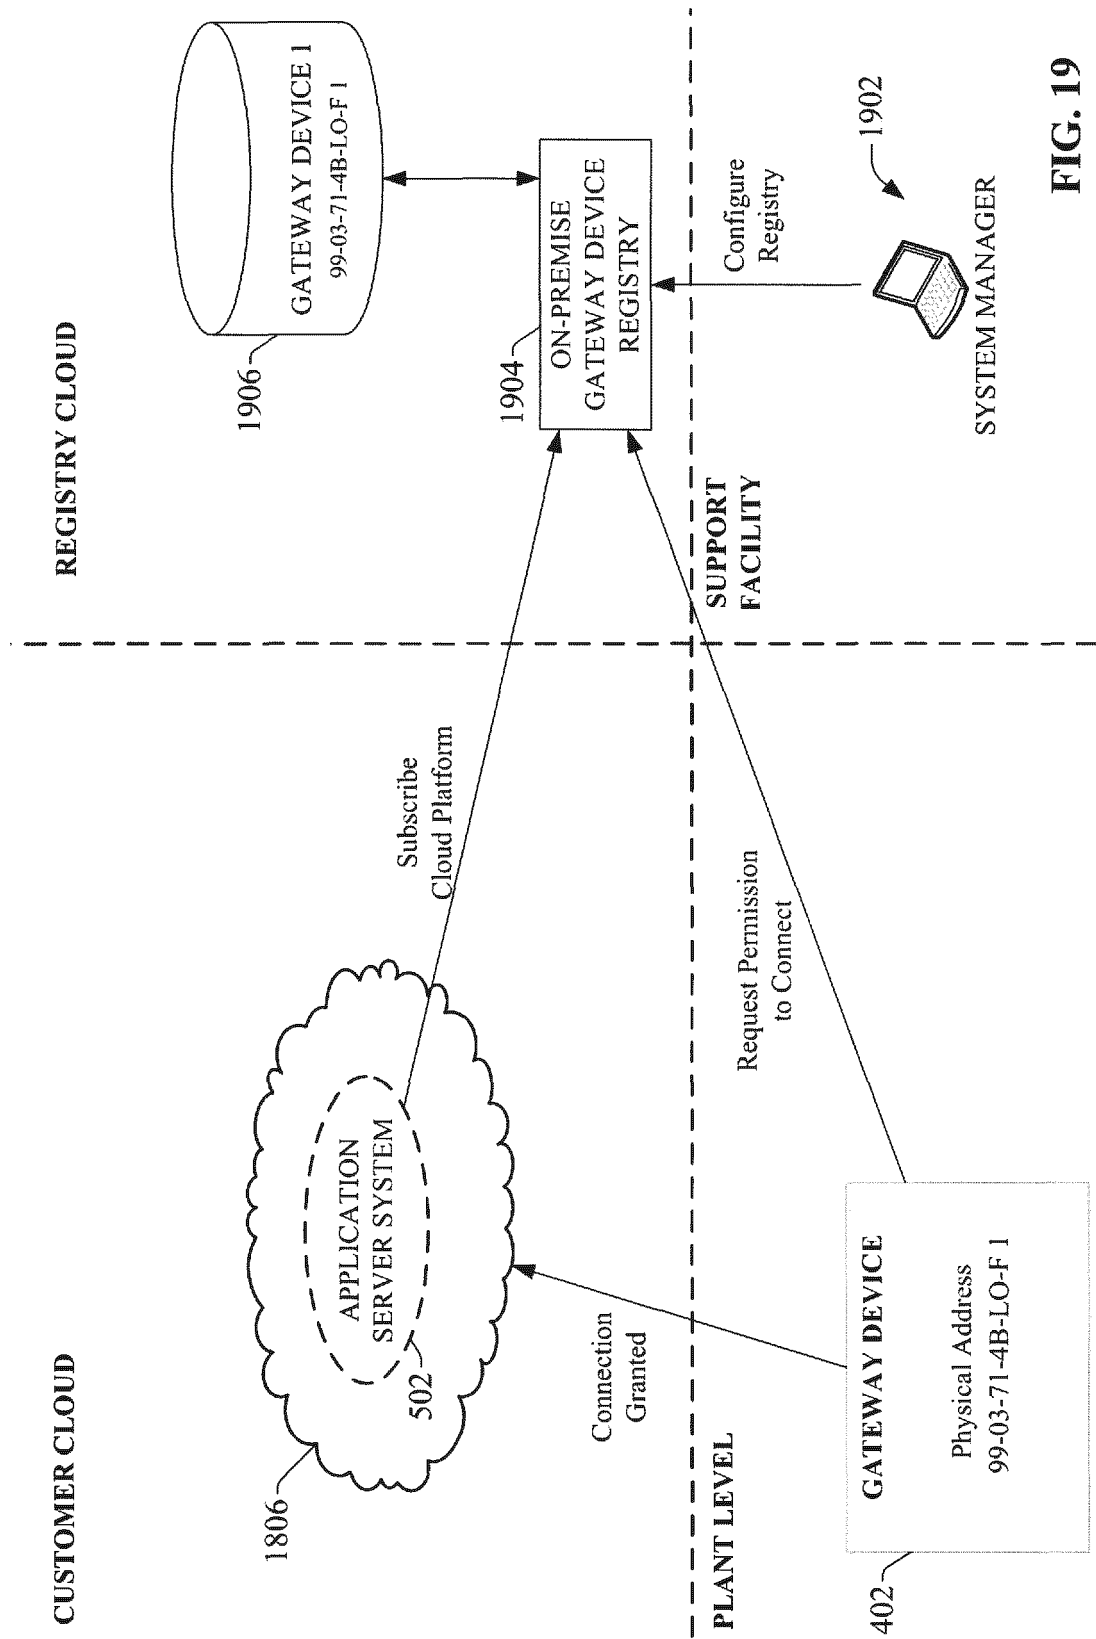 CUSTOMER CLOUD
REGISTRY CLOUD
1806
APPLICATION
SERVER SYSTEM
502
Subscribe
Cloud Platform
1906
GATEWAY DEVICE 1
99-03-71-4B-LO-F 1
1904
ON-PREMISE
GATEWAY DEVICE
REGISTRY
Connection
Granted
PLANT LEVEL
Request Permission
to Connect
SUPPORT
FACILITY
Configure
Registry
402
GATEWAY DEVICE
Physical Address
99-03-71-4B-LO-F 1
1902
SYSTEM MANAGER
FIG. 19